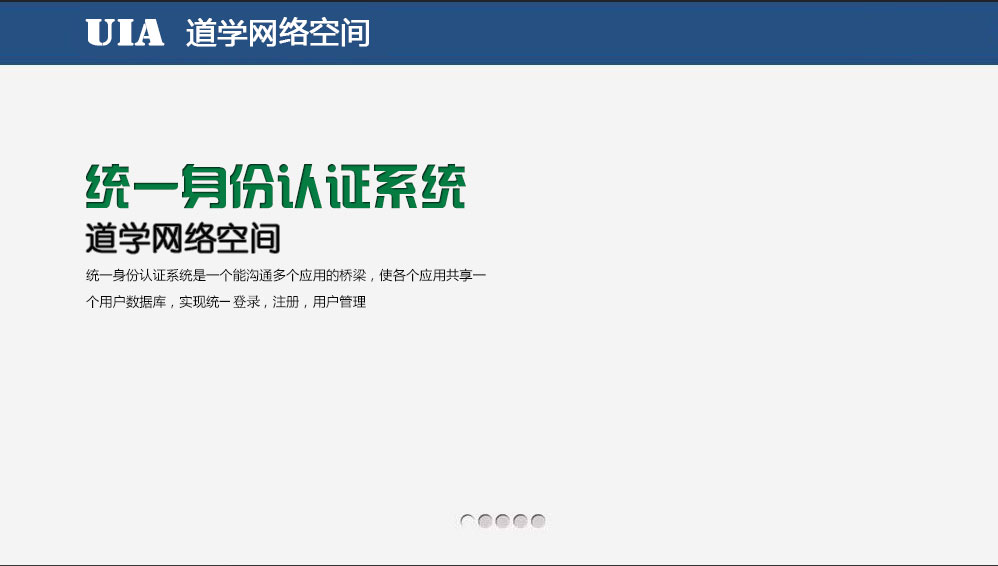 UIA 道学网络空间
统一身份认证系统
道学网络空间
统一身份认证系统是一个能沟通多个应用的桥梁，使各个应用共享一
个用户数据库，实现统一登录，注册，用户管理